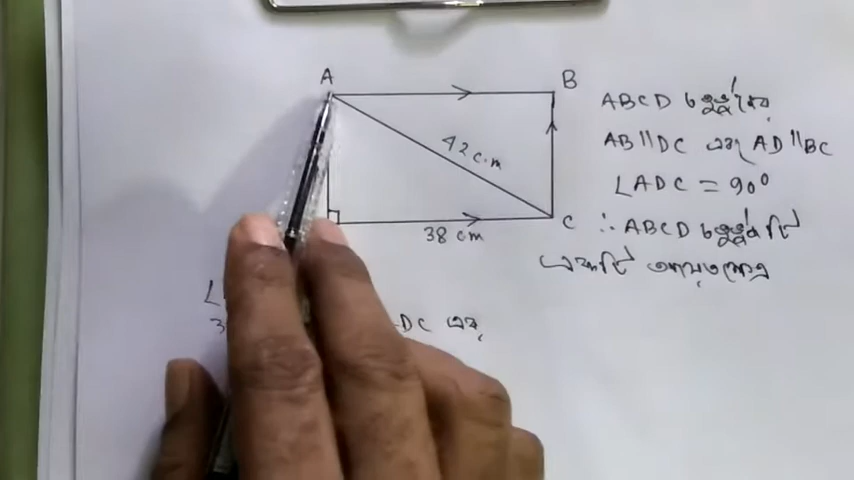 A
B
42 c.m
38 cm
C
ABCD চতুর্ভুজের
AB || DC এবং AD || BC
∠ADC = 90°
∴ ABCD চতুর্ভুজটি
একটি আয়তক্ষেত্র
∠
DC এর